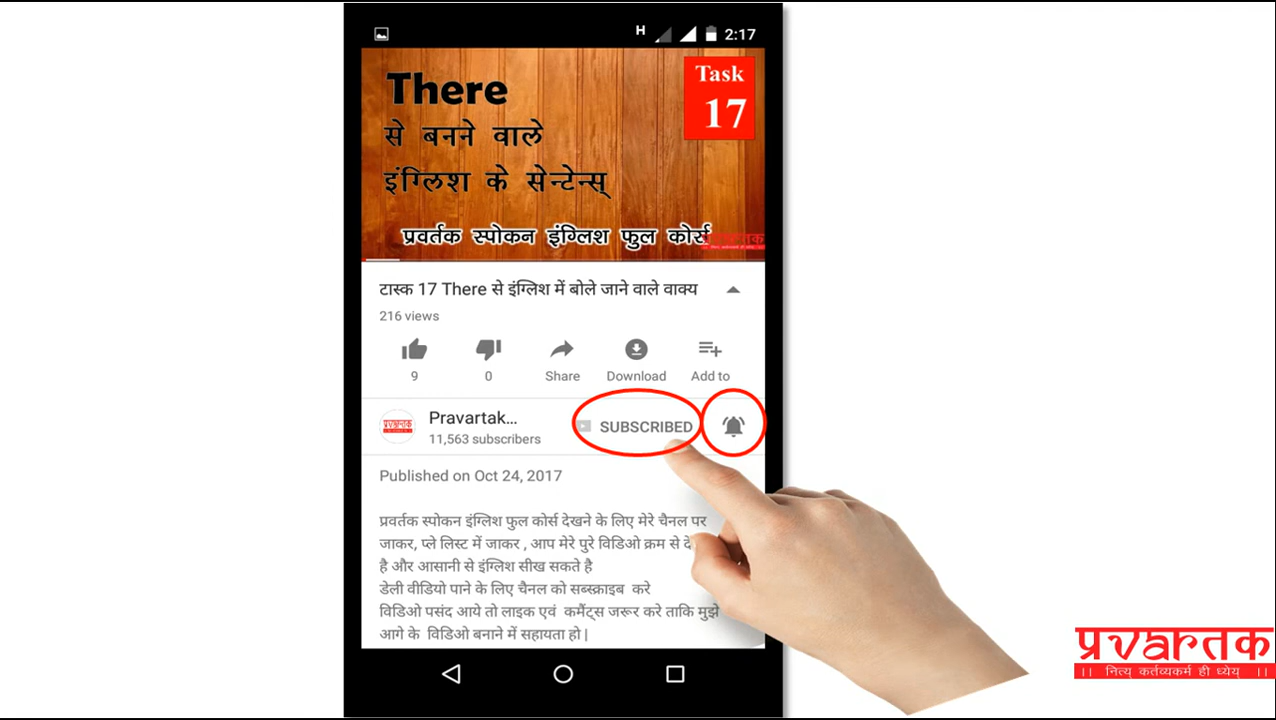 H 2:17
There
Task
17
से बनने वाले
इंग्लिश के सेन्टेन्स्
प्रवर्तक स्पोकन इंग्लिश फुल कोर्स
टास्क 17 There से इंग्लिश में बोले जाने वाले वाक्य
216 views
9 0 Share Download Add to
Pravartak...
SUBSCRIBED
11,563 subscribers
Published on Oct 24, 2017
प्रवर्तक स्पोकन इंग्लिश फुल कोर्स देखने के लिए मेरे चैनल पर
जाकर, प्ले लिस्ट में जाकर , आप मेरे पुरे विडिओ क्रम से
है और आसानी से इंग्लिश सीख सकते है
डेली वीडियो पाने के लिए चैनल को सब्स्क्राइब करे
विडिओ पसंद आये तो लाइक एवं कमैंट्स जरूर करे ताकि मुझे
आगे के विडिओ बनाने में सहायता हो |
प्रवर्तक
।। नित्य् कर्तव्यकर्म ही ध्येय् ।।